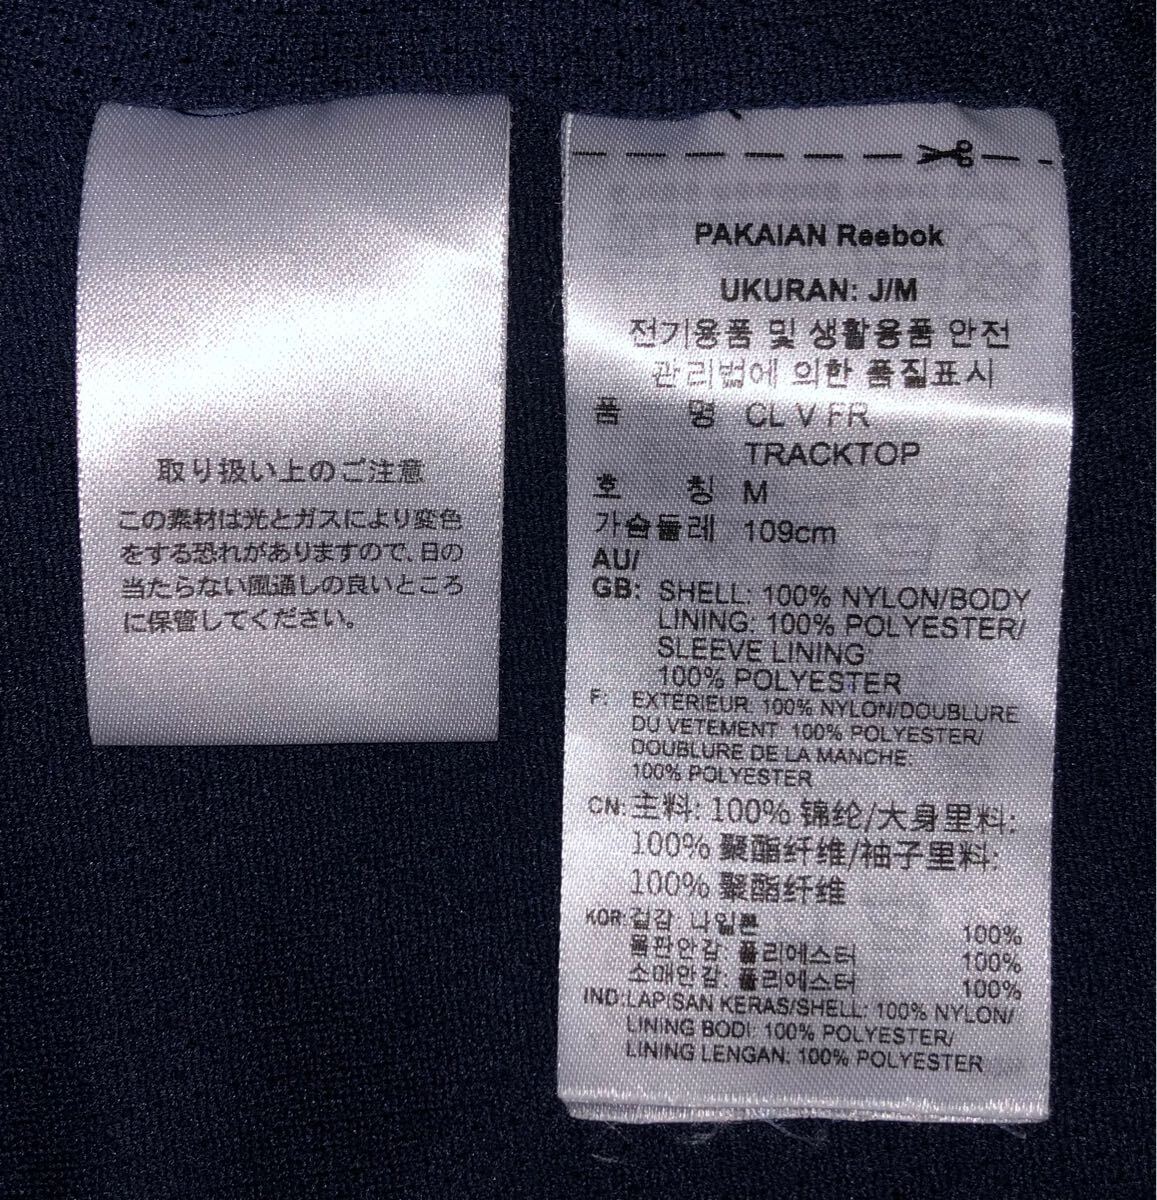 取り扱い上のご注意
この素材は光とガスにより変色
をする恐れがありますので、日の
当たらない風通しの良いところ
に保管してください。
PAKAIAN Reebok
UKURAN: J/M
전기용품 및 생활용품 안전
관리법에 의한 품질표시
품 명 CL V FR
TRACKTOP
호 칭 M
가슴둘레 109cm
AU/
GB: SHELL: 100% NYLON/BODY
LINING: 100% POLYESTER/
SLEEVE LINING:
100% POLYESTER
F: EXTERIEUR: 100% NYLON/DOUBLURE
DU VETEMENT: 100% POLYESTER/
DOUBLURE DE LA MANCHE:
100% POLYESTER
CN: 主料: 100% 锦纶/大身里料:
100% 聚酯纤维/袖子里料:
100% 聚酯纤维
KOR: 겉감 나일론 100%
몸판안감: 폴리에스터 100%
소매안감: 폴리에스터 100%
IND: LAPISAN KERAS/SHELL: 100% NYLON/
LINING BODI: 100% POLYESTER/
LINING LENGAN: 100% POLYESTER